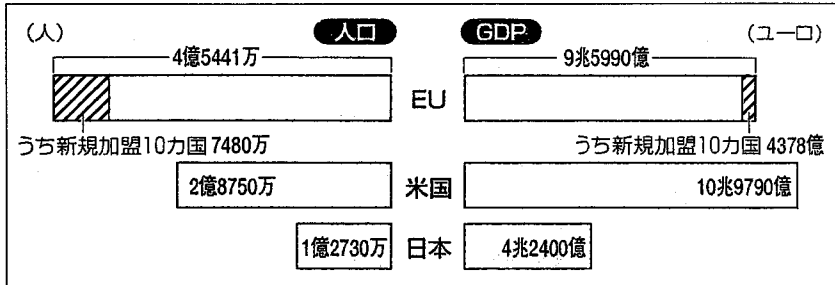 （人） 人口 GDP （ユーロ）
4億5441万 9兆5990億
EU
うち新規加盟10カ国7480万 うち新規加盟10カ国4378億
2億8750万 米国 10兆9790億
1億2730万 日本 4兆2400億